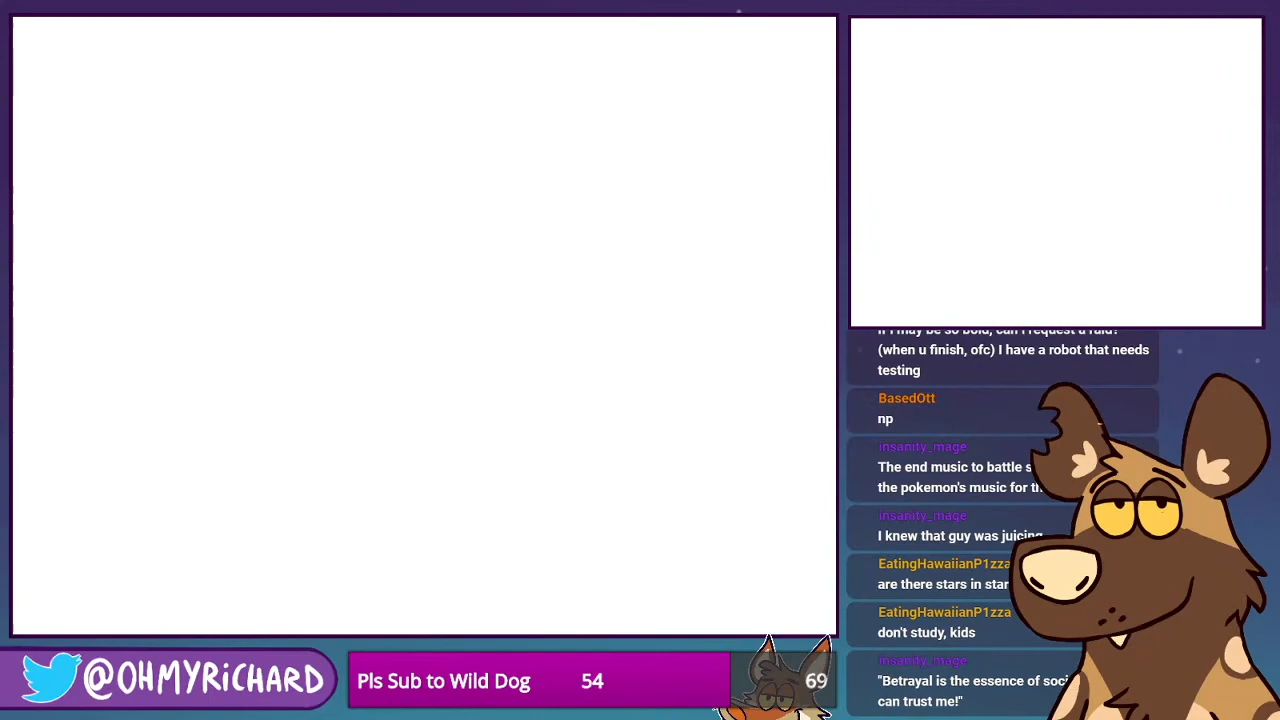 (when u finish, ofc) I have a robot that needs
testing
BasedOtt
np
insanity_mage
The end music to battle
the pokemon's music for
insanity_mage
I knew that guy was juicing
EatingHawaiianP1zza
are there stars in
EatingHawaiianP1zza
don't study, kids
insanity_mage
"Betrayal is the essence of
can trust me!"
@OHMYRiCHARD
Pls Sub to Wild Dog 54 69